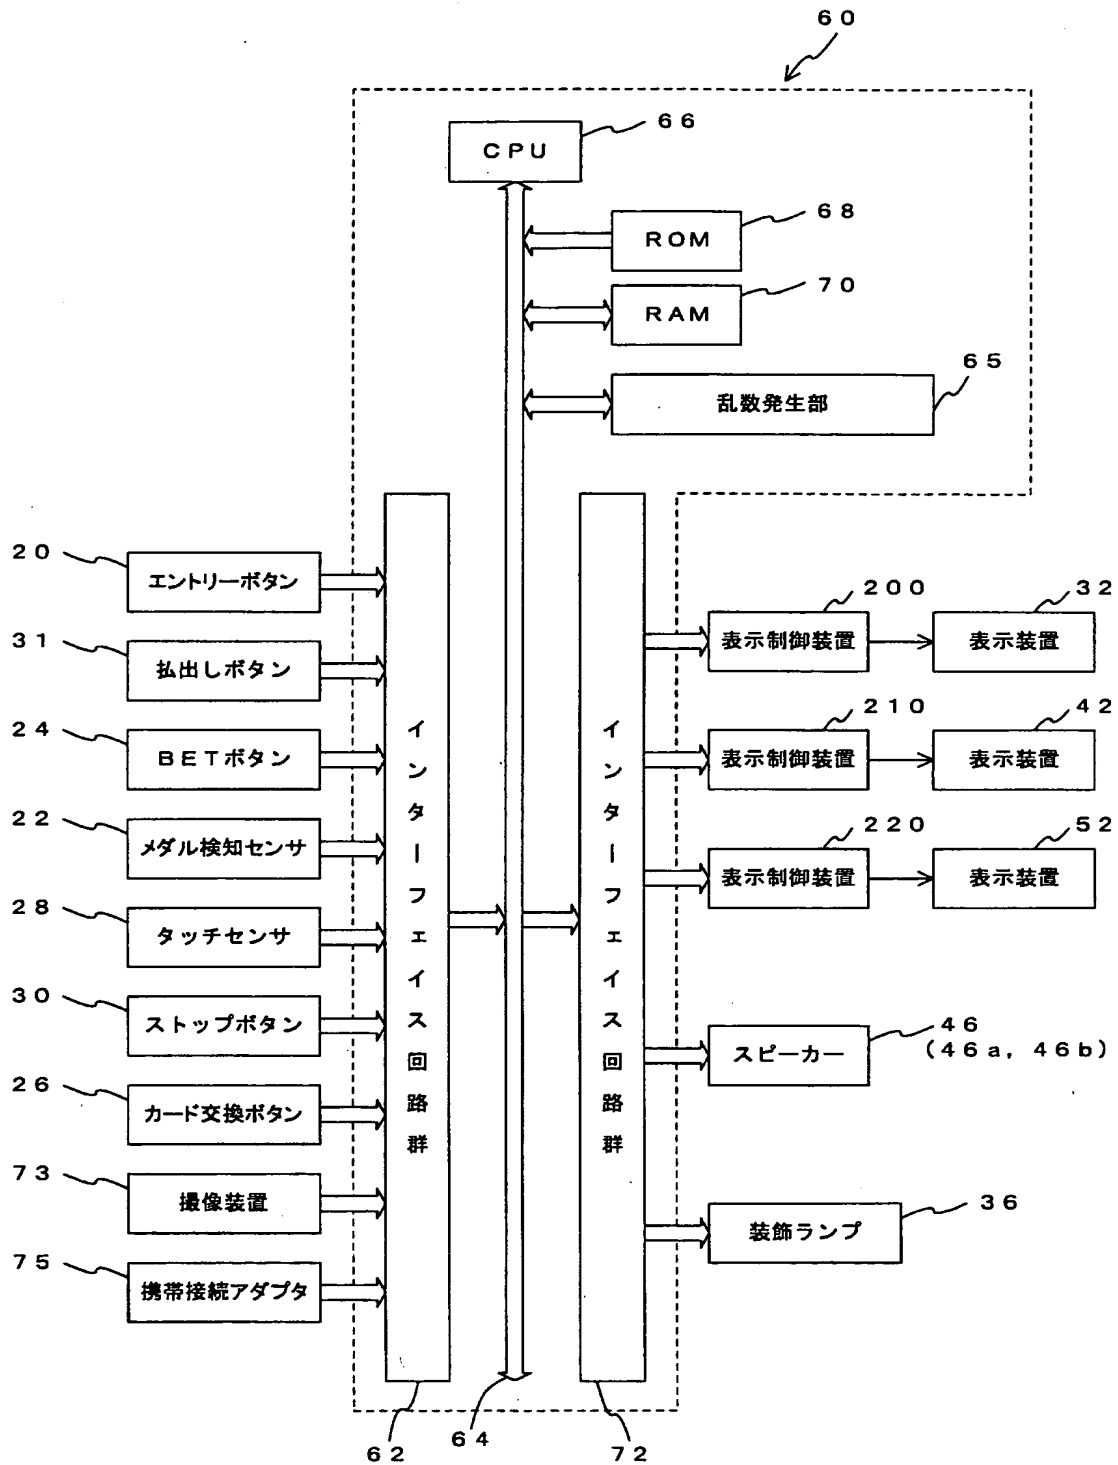 60
CPU
66
ROM
68
RAM
70
乱数発生部
65
20
エントリーボタン
31
払出しボタン
24
BETボタン
22
メダル検知センサ
28
タッチセンサ
30
ストップボタン
26
カード交換ボタン
73
撮像装置
75
携帯接続アダプタ
インターフェイス回路群
62
64
インターフェイス回路群
72
200
表示制御装置
32
表示装置
210
表示制御装置
42
表示装置
220
表示制御装置
52
表示装置
スピーカー
46
(46a, 46b)
装飾ランプ
36